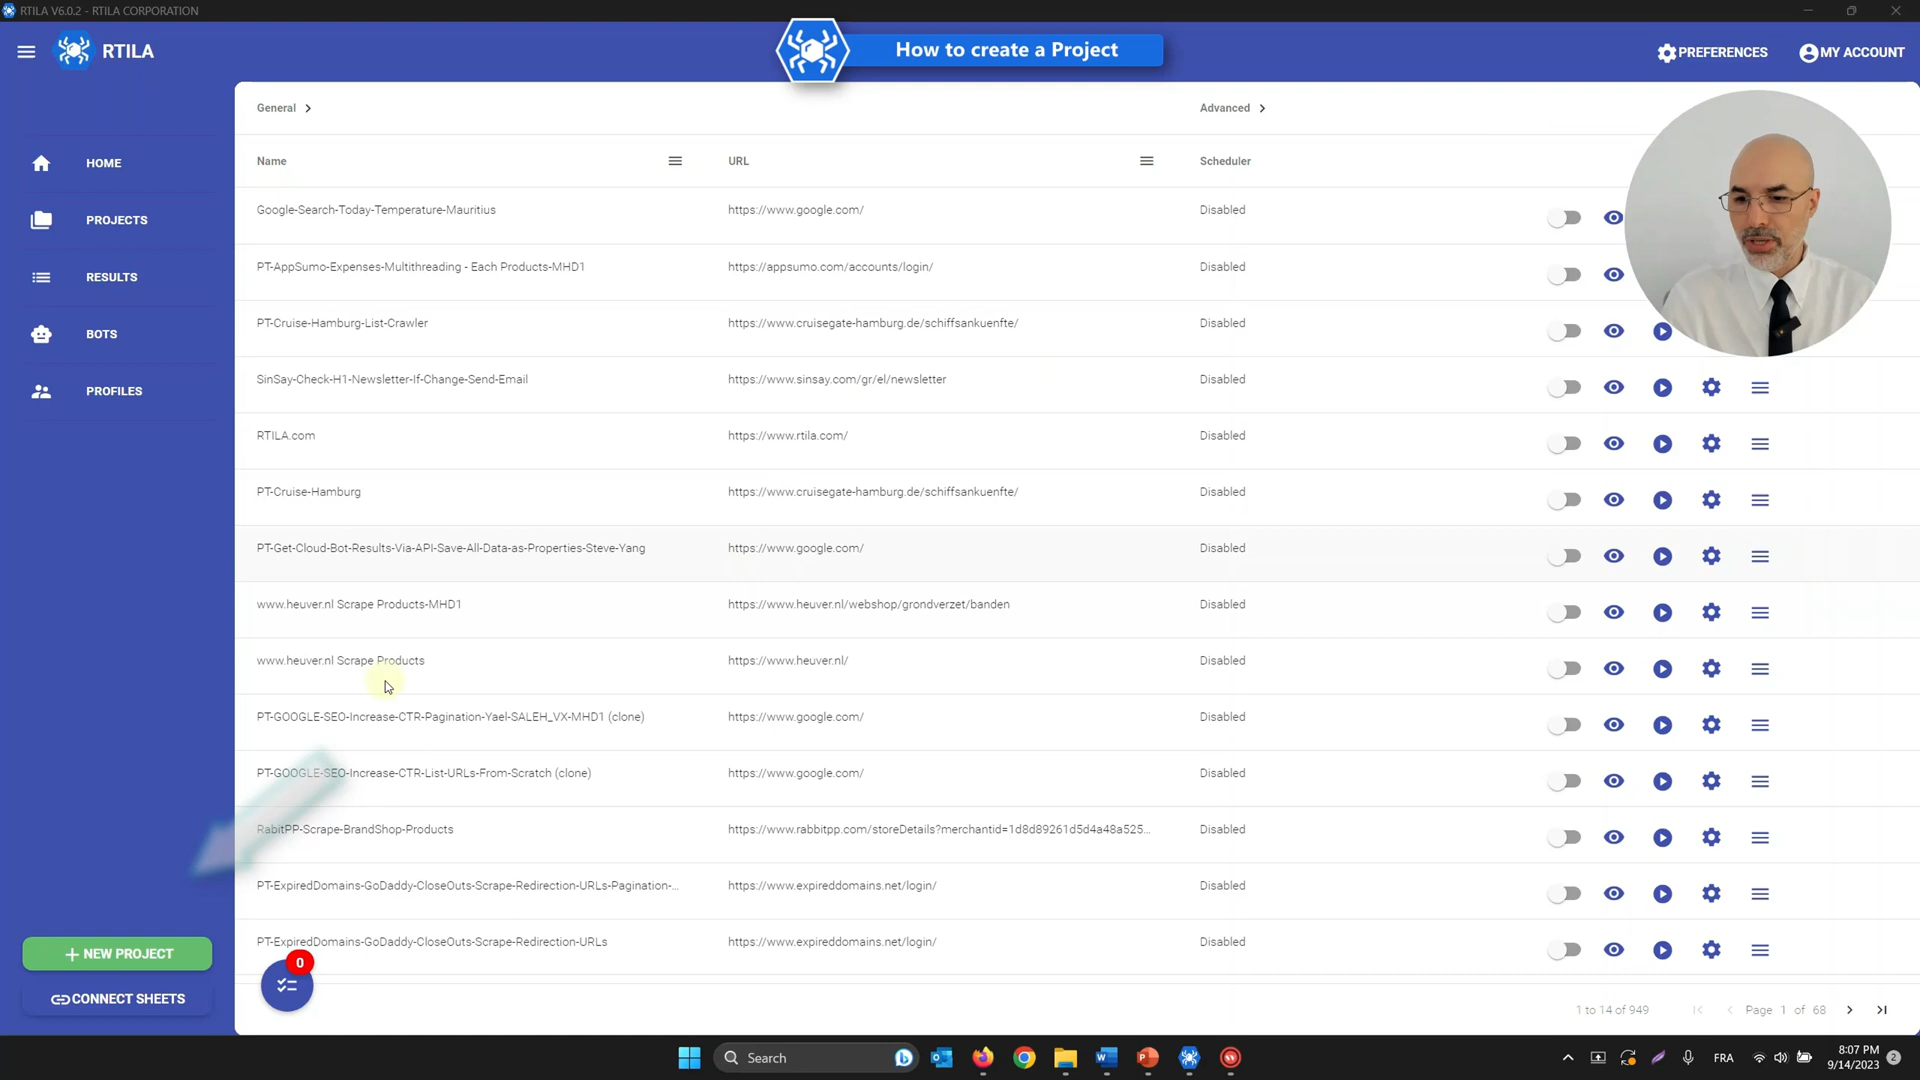 RTILA V6.0.2 - RTILA CORPORATION
RTILA
How to create a Project
PREFERENCES
MY ACCOUNT
General
Advanced
Name
URL
Scheduler
HOME
PROJECTS
RESULTS
BOTS
PROFILES
Google-Search-Today-Temperature-Mauritius https://www.google.com/ Disabled
PT-AppSumo-Expenses-Multithreading - Each Products-MHD1 https://appsumo.com/accounts/login/ Disabled
PT-Cruise-Hamburg-List-Crawler https://www.cruisegate-hamburg.de/schiffsankuenfte/ Disabled
SinSay-Check-H1-Newsletter-If-Change-Send-Email https://www.sinsay.com/gr/el/newsletter Disabled
RTILA.com https://www.rtila.com/ Disabled
PT-Cruise-Hamburg https://www.cruisegate-hamburg.de/schiffsankuenfte/ Disabled
PT-Get-Cloud-Bot-Results-Via-API-Save-All-Data-as-Properties-Steve-Yang https://www.google.com/ Disabled
www.heuver.nl Scrape Products-MHD1 https://www.heuver.nl/webshop/grondverzet/banden Disabled
www.heuver.nl Scrape Products https://www.heuver.nl/ Disabled
PT-GOOGLE-SEO-Increase-CTR-Pagination-Yael-SALEH_VX-MHD1 (clone) https://www.google.com/ Disabled
PT-GOOGLE-SEO-Increase-CTR-List-URLs-From-Scratch (clone) https://www.google.com/ Disabled
RabitPP-Scrape-BrandShop-Products https://www.rabbitpp.com/storeDetails?merchantid=1d8d89261d5d4a48a525... Disabled
PT-ExpiredDomains-GoDaddy-CloseOuts-Scrape-Redirection-URLs-Pagination-... https://www.expireddomains.net/login/ Disabled
PT-ExpiredDomains-GoDaddy-CloseOuts-Scrape-Redirection-URLs https://www.expireddomains.net/login/ Disabled
+ NEW PROJECT
CONNECT SHEETS
0
1 to 14 of 949
Page 1 of 68
Search
FRA
8:07 PM
9/14/2023
2